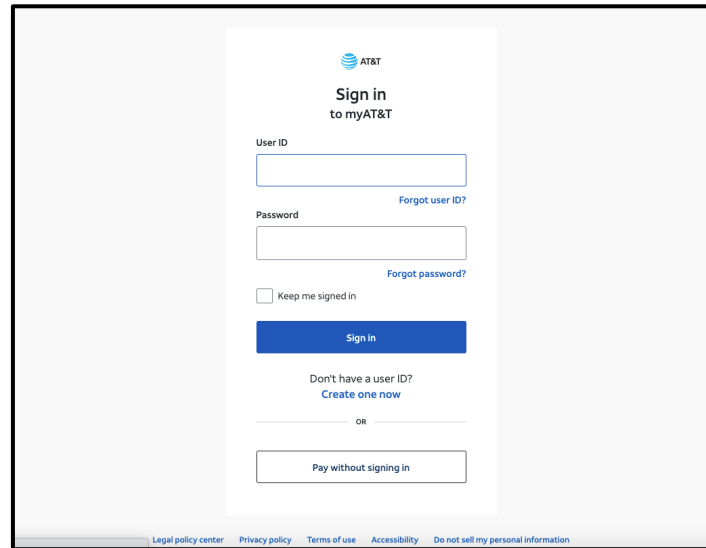 AT&T
Sign in
to myAT&T
User ID
Forgot user ID?
Password
Forgot password?
Keep me signed in
Sign in
Don't have a user ID?
Create one now
OR
Pay without signing in
Legal policy center Privacy policy Terms of use Accessibility Do not sell my personal information